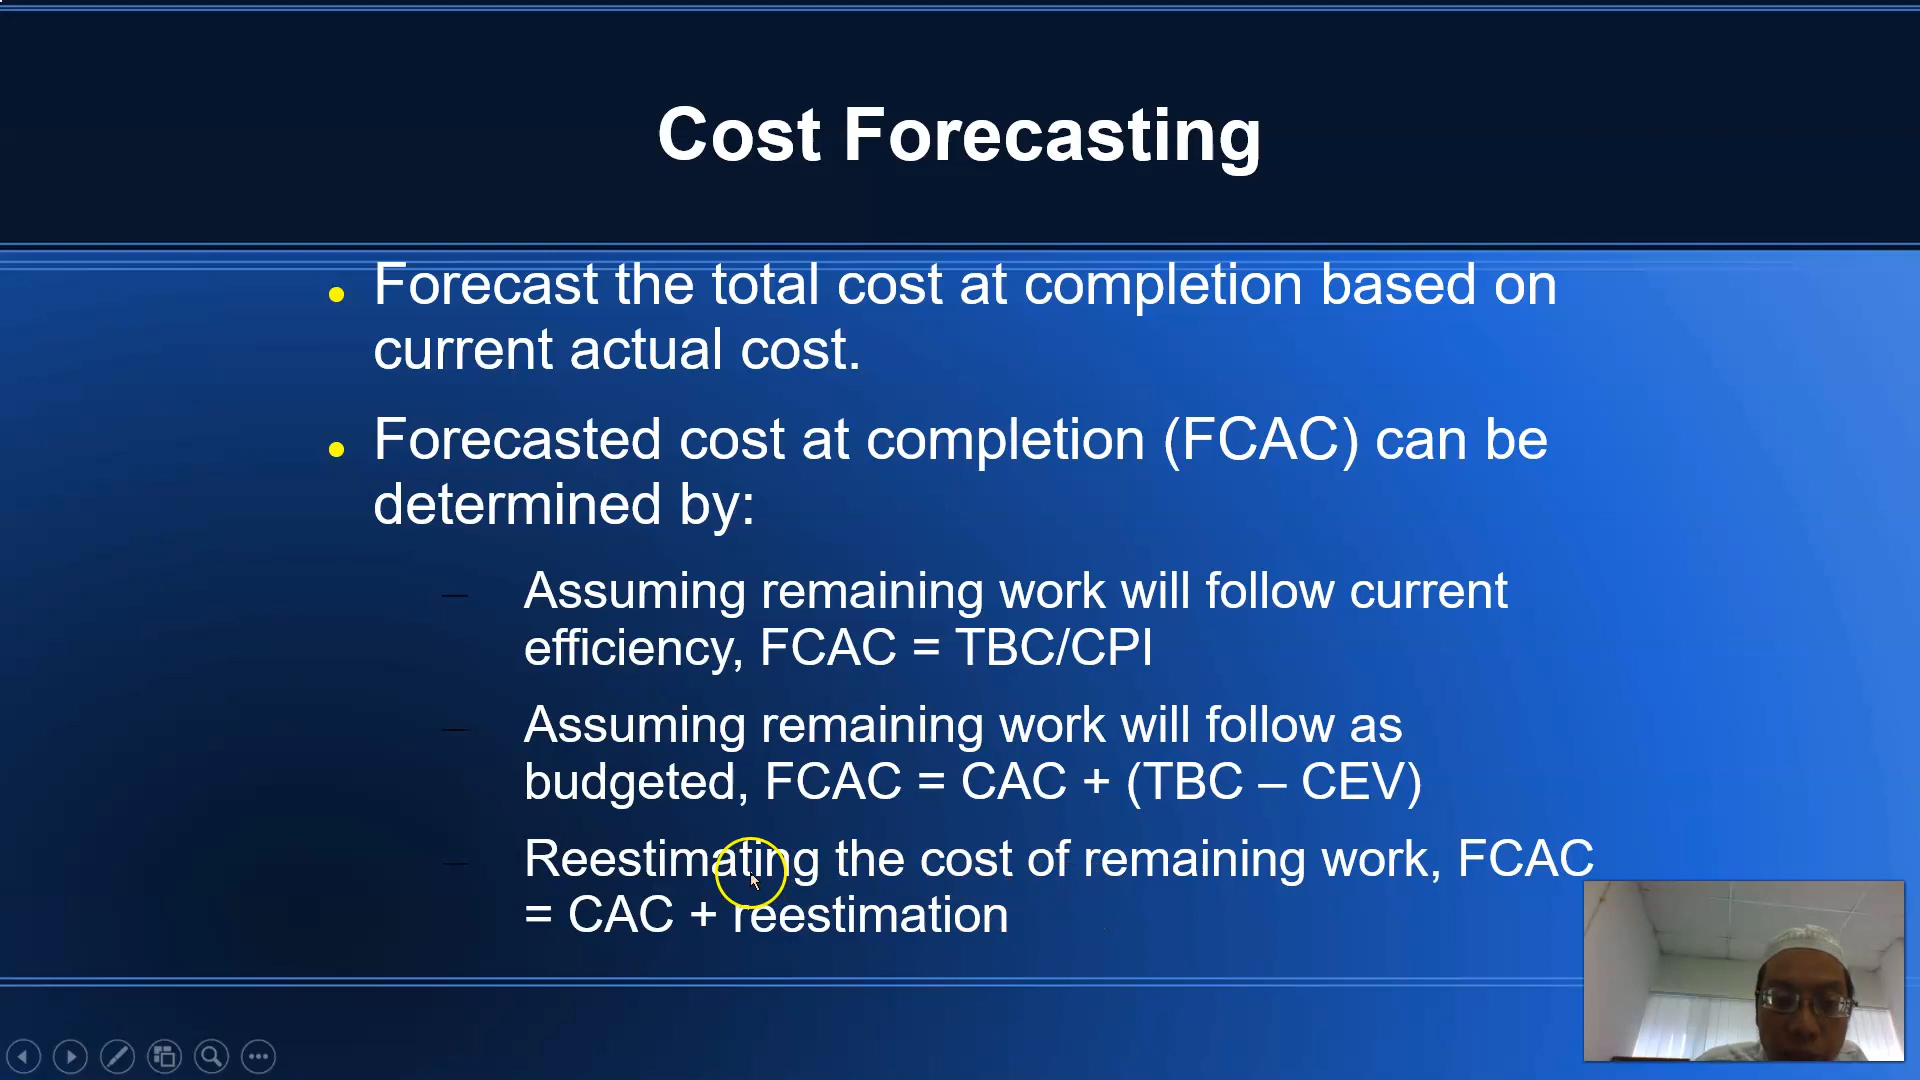 Cost Forecasting
Forecast the total cost at completion based on
current actual cost.
Forecasted cost at completion (FCAC) can be
determined by:
Assuming remaining work will follow current
efficiency, FCAC = TBC/CPI
Assuming remaining work will follow as
budgeted, FCAC = CAC + (TBC – CEV)
Reestimating the cost of remaining work, FCAC
= CAC + reestimation